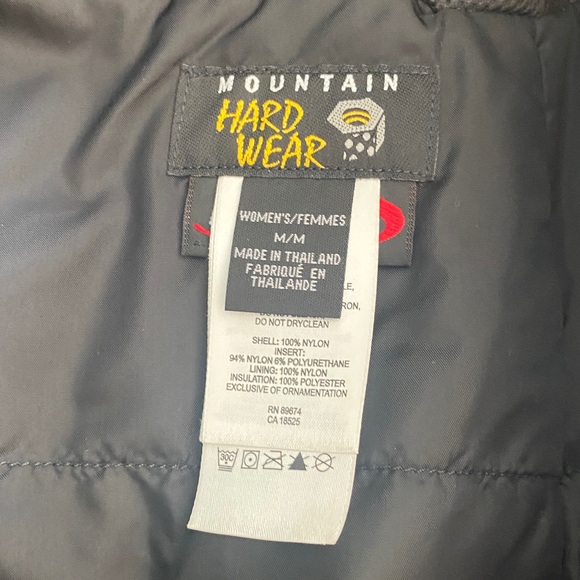 MOUNTAIN
HARD
WEAR
WOMEN'S/FEMMES
M/M
MADE IN THAILAND
FABRIQUÉ EN
THAILANDE
DO NOT DRYCLEAN
SHELL: 100% NYLON
INSERT:
94% NYLON 6% POLYURETHANE
LINING: 100% NYLON
INSULATION: 100% POLYESTER
EXCLUSIVE OF ORNAMENTATION
RN 89674
CA 18525
30C